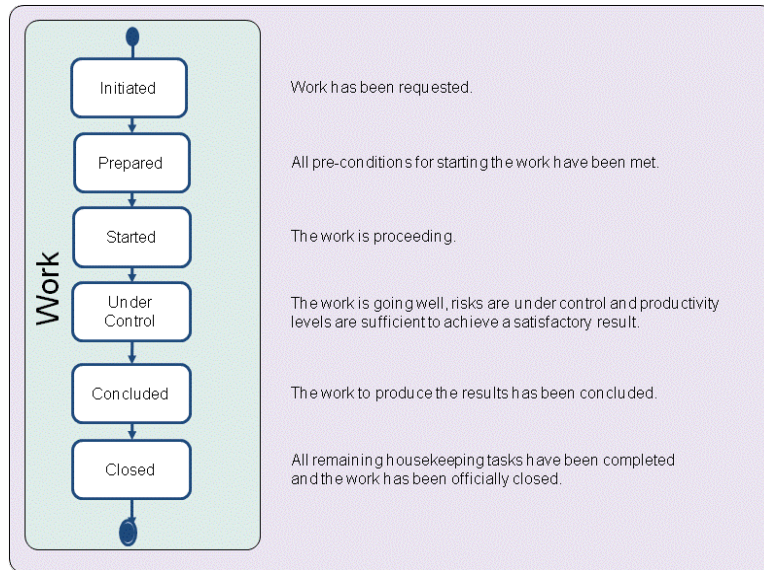 Work
Initiated
Work has been requested.
Prepared
All pre-conditions for starting the work have been met.
Started
The work is proceeding.
Under
Control
The work is going well, risks are under control and productivity
levels are sufficient to achieve a satisfactory result.
Concluded
The work to produce the results has been concluded.
Closed
All remaining housekeeping tasks have been completed
and the work has been officially closed.